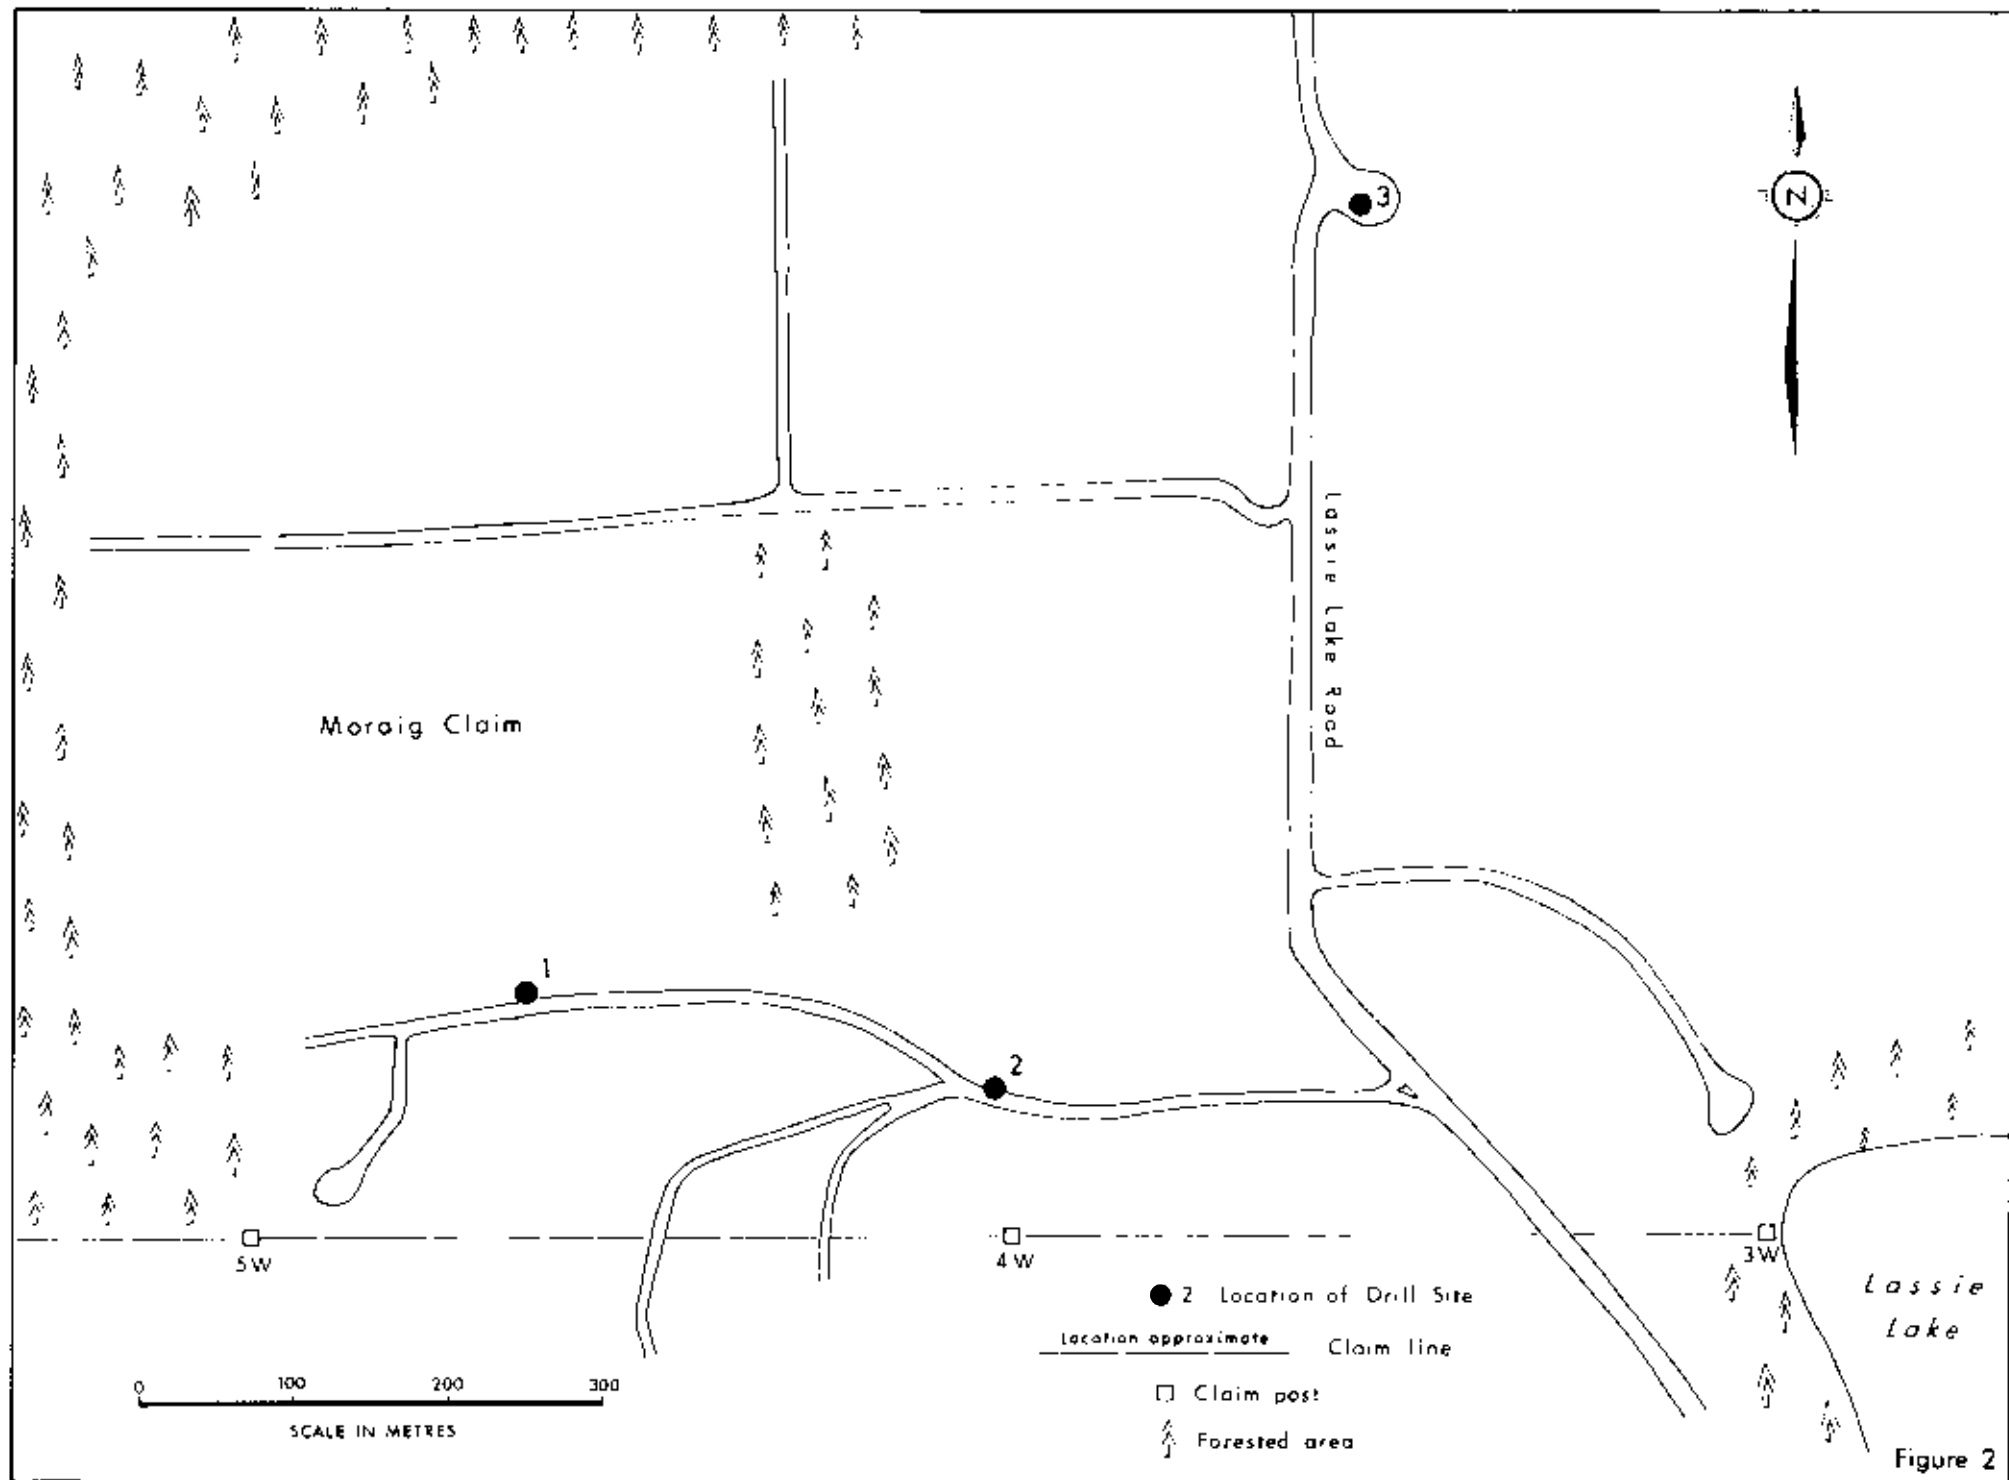 3
N
Lassie Lake Road
Moraig Claim
1
2
5W
4W
3W
Lassie
Lake
2 Location of Drill Site
Location approximate Claim line
Claim post
Forested area
0 100 200 300
SCALE IN METRES
Figure 2